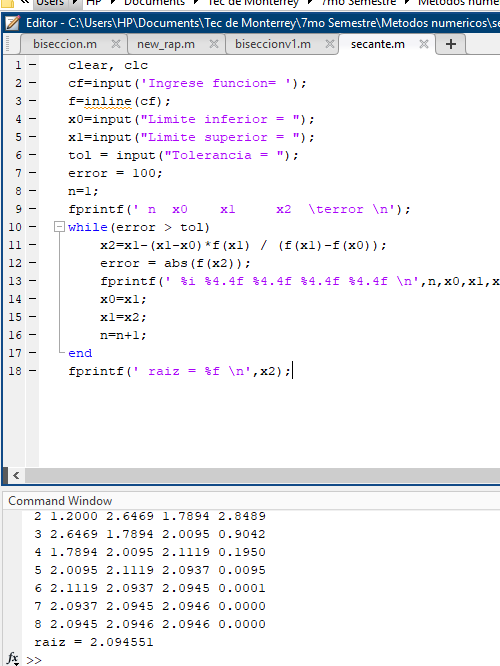 Users HP Documents Tec de Monterrey 7mo Semestre Metodos numericos
Editor - C:\Users\HP\Documents\Tec de Monterrey\7mo Semestre\Metodos numericos\se
biseccion.m new_rap.m biseccionv1.m secante.m
1 clear, clc
2 cf=input('Ingrese funcion= ');
3 f=inline(cf);
4 x0=input("Limite inferior = ");
5 x1=input("Limite superior = ");
6 tol = input("Tolerancia = ");
7 error = 100;
8 n=1;
9 fprintf(' n x0 x1 x2 \terror \n');
10 while(error > tol)
11 x2=x1-(x1-x0)*f(x1) / (f(x1)-f(x0));
12 error = abs(f(x2));
13 fprintf(' %i %4.4f %4.4f %4.4f %4.4f \n',n,x0,x1,x
14 x0=x1;
15 x1=x2;
16 n=n+1;
17 end
18 fprintf(' raiz = %f \n',x2);
Command Window
2 1.2000 2.6469 1.7894 2.8489
3 2.6469 1.7894 2.0095 0.9042
4 1.7894 2.0095 2.1119 0.1950
5 2.0095 2.1119 2.0937 0.0095
6 2.1119 2.0937 2.0945 0.0001
7 2.0937 2.0945 2.0946 0.0000
8 2.0945 2.0946 2.0946 0.0000
raiz = 2.094551
fx >>